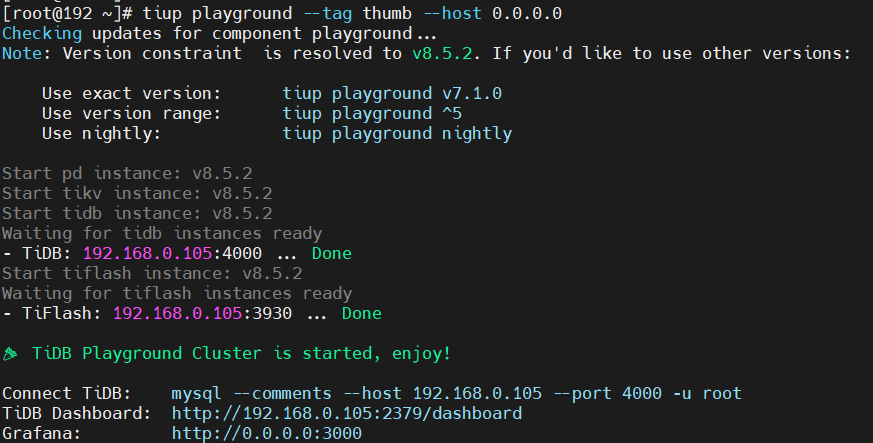 [root@192 ~]# tiup playground --tag thumb --host 0.0.0.0
Checking updates for component playground...
Note: Version constraint  is resolved to v8.5.2. If you'd like to use other versions:
    Use exact version:      tiup playground v7.1.0
    Use version range:      tiup playground ^5
    Use nightly:            tiup playground nightly
Start pd instance: v8.5.2
Start tikv instance: v8.5.2
Start tidb instance: v8.5.2
Waiting for tidb instances ready
- TiDB: 192.168.0.105:4000 ... Done
Start tiflash instance: v8.5.2
Waiting for tiflash instances ready
- TiFlash: 192.168.0.105:3930 ... Done
🎉 TiDB Playground Cluster is started, enjoy!
Connect TiDB:    mysql --comments --host 192.168.0.105 --port 4000 -u root
TiDB Dashboard:  http://192.168.0.105:2379/dashboard
Grafana:         http://0.0.0.0:3000